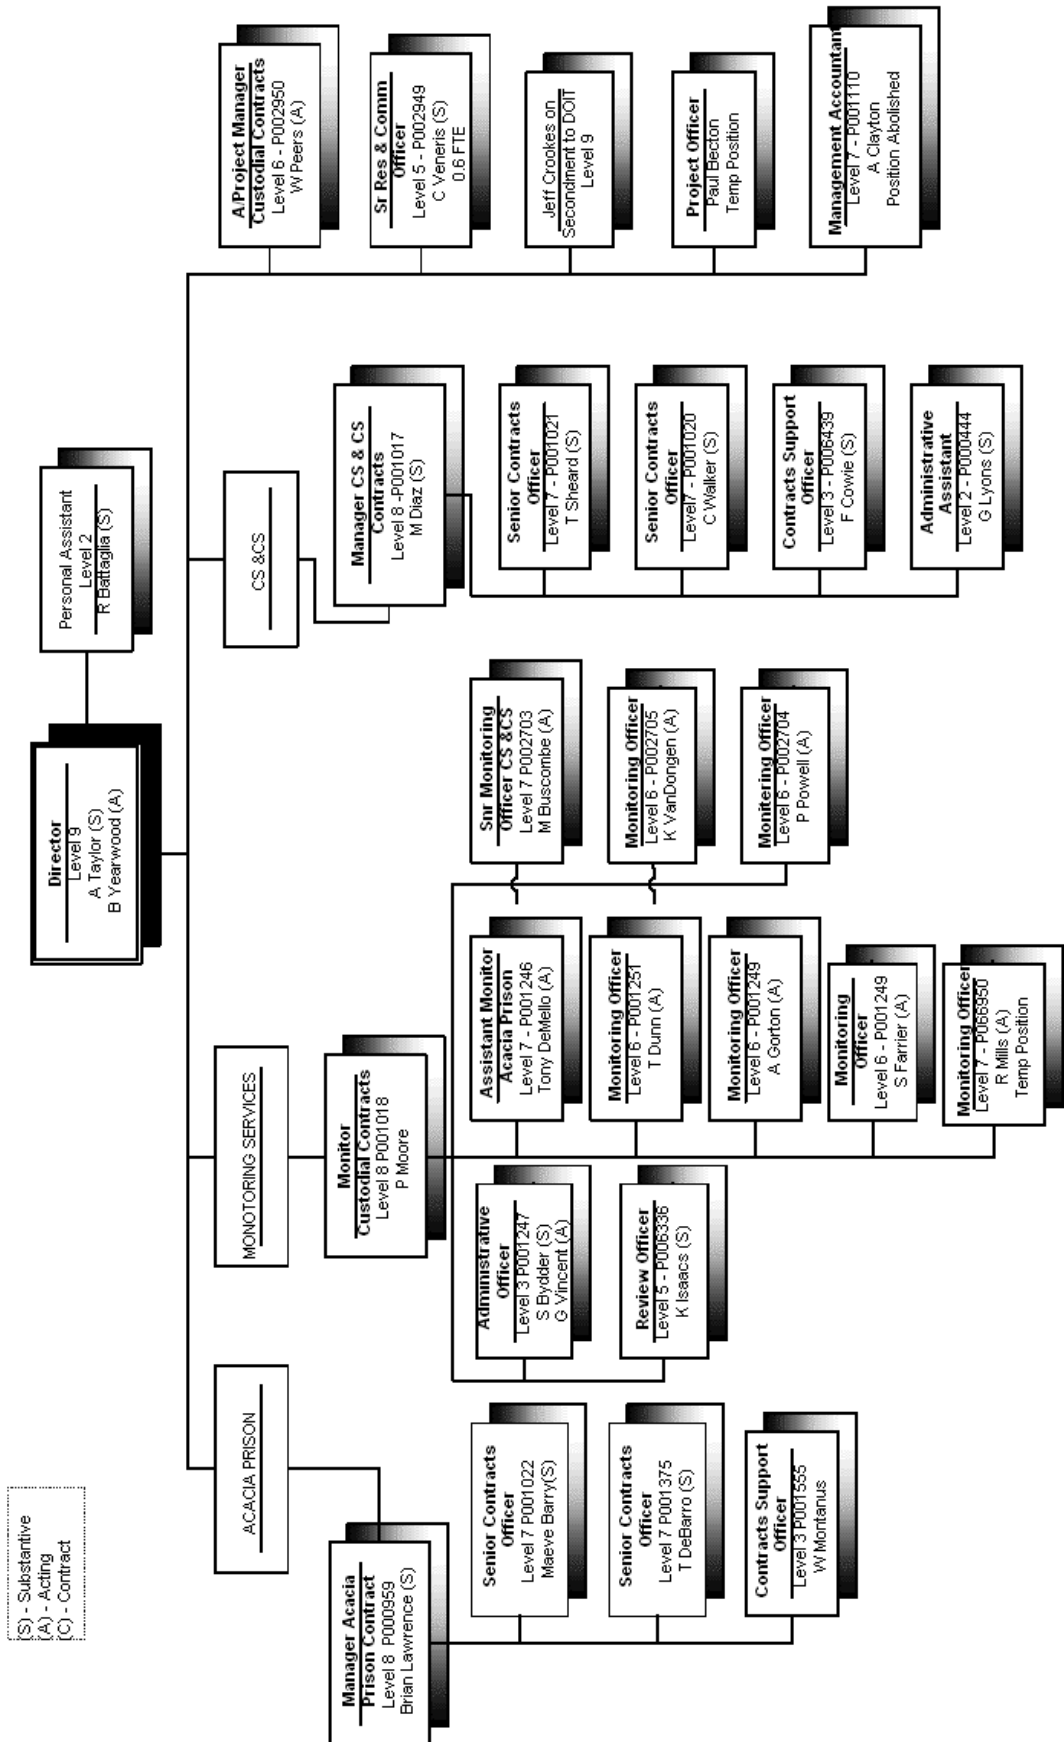 (S) - Substantive
(A) - Acting
(C) - Contract
Director
Level 9
A Taylor (S)
B Yearwood (A)
Personal Assistant
Level 2
R Battaglia (S)
ACACIA PRISON
MONOTORING SERVICES
CS &CS
Manager Acacia
Prison Contract
Level 8 P000959
Brian Lawrence (S)
Senior Contracts
Officer
Level 7 P001022
Maeve Barry(S)
Senior Contracts
Officer
Level 7 P001375
T DeBarro (S)
Contracts Support
Officer
Level 3 P001555
W Montanus
Monitor
Custodial Contracts
Level 8 P001018
P Moore
Administrative
Officer
Level 3 P001247
S Bydder (S)
G Vincent (A)
Review Officer
Level 5 - P006336
K Isaacs (S)
Assistant Monitor
Acacia Prison
Level 7 - P001246
Tony DeMello (A)
Monitoring Officer
Level 6 - P001251
T Dunn (A)
Monitoring Officer
Level 6 - P001249
A Gorton (A)
Monitoring
Officer
Level 6 - P001249
S Farrier (A)
Monitoring Officer
Level 7 - P066950
R Mills (A)
Temp Position
Snr Monitoring
Officer CS &CS
Level 7 P002703
M Buscombe (A)
Monitoring Officer
Level 6 - P002705
K VanDongen (A)
Monitering Officer
Level 6 - P002704
P Powell (A)
Manager CS & CS
Contracts
Level 8 -P001017
M Diaz (S)
Senior Contracts
Officer
Level 7 - P001021
T Sheard (S)
Senior Contracts
Officer
Level7 - P001020
C Walker (S)
Contracts Support
Officer
Level 3 - P006439
F Cowie (S)
Administrative
Assistant
Level 2 - P000444
G Lyons (S)
A/Project Manager
Custodial Contracts
Level 6 - P002950
W Peers (A)
Sr Res & Comm
Officer
Level 5 - P002949
C Veneris (S)
0.6 FTE
Jeff Crookes on
Secondment to DOIT
Level 9
Project Officer
Paul Becton
Temp Position
Management Accountant
Level 7 - P001110
A Clayton
Position Abolished